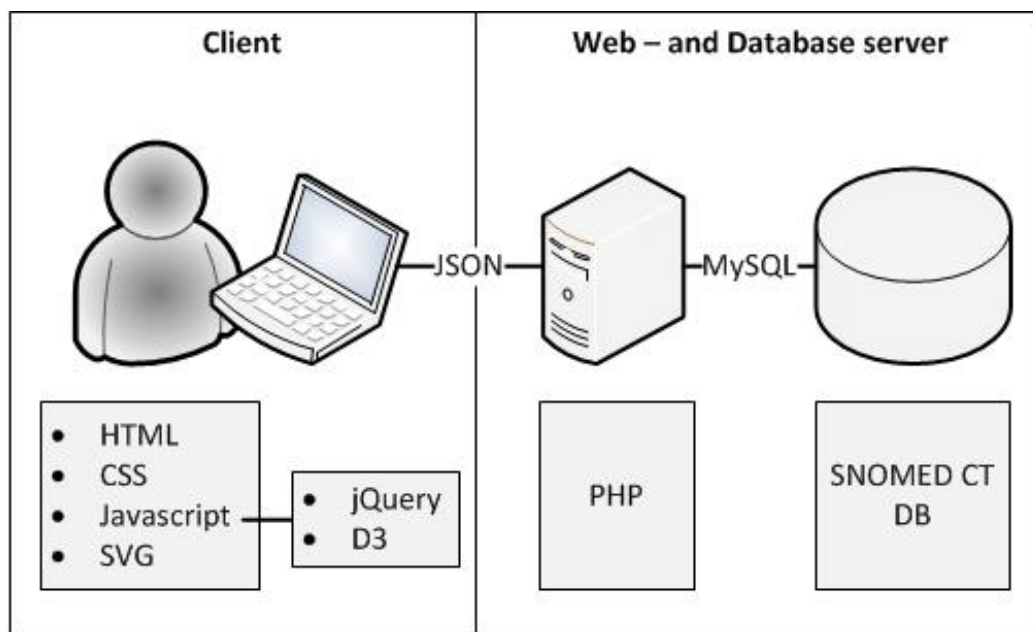 Client
Web – and Database server
JSON
MySQL
• HTML
• CSS
• Javascript
• SVG
• jQuery
• D3
PHP
SNOMED CT
DB